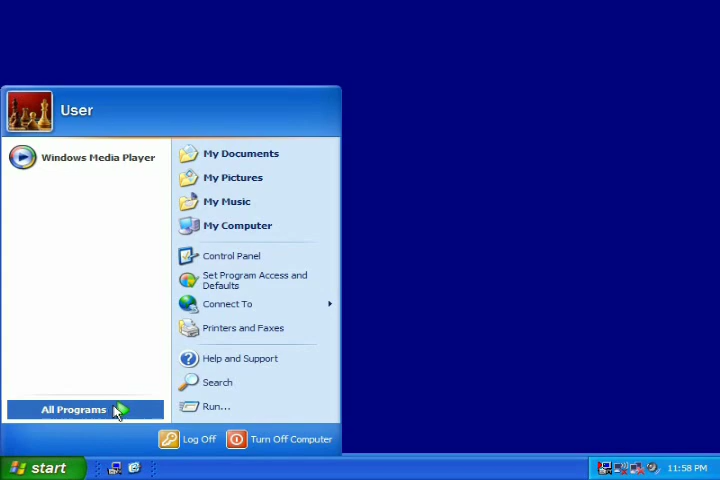 User
Windows Media Player
My Documents
My Pictures
My Music
My Computer
Control Panel
Set Program Access and
Defaults
Connect To
Printers and Faxes
Help and Support
Search
Run...
All Programs
Log Off
Turn Off Computer
start
11:58 PM